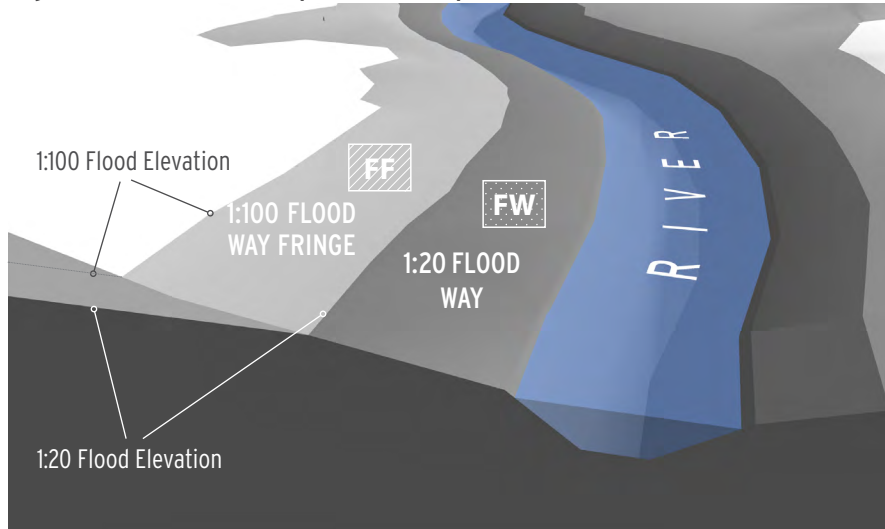 1:100 Flood Elevation
FF
1:100 FLOOD
WAY FRINGE
FW
1:20 FLOOD
WAY
RIVER
1:20 Flood Elevation